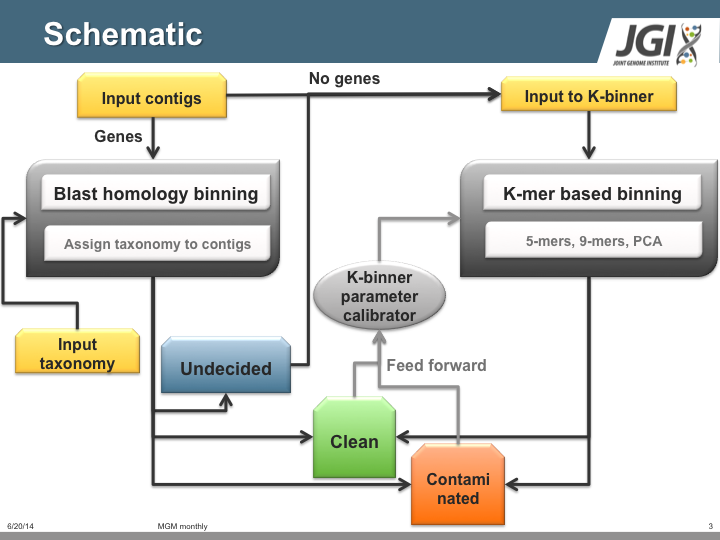 Schematic
JGI
JOINT GENOME INSTITUTE
No genes
Input contigs
Input to K-binner
Genes
Blast homology binning
K-mer based binning
Assign taxonomy to contigs
5-mers, 9-mers, PCA
K-binner
parameter
calibrator
Input
taxonomy
Undecided
Feed forward
Clean
Contami
nated
6/20/14
MGM monthly
3